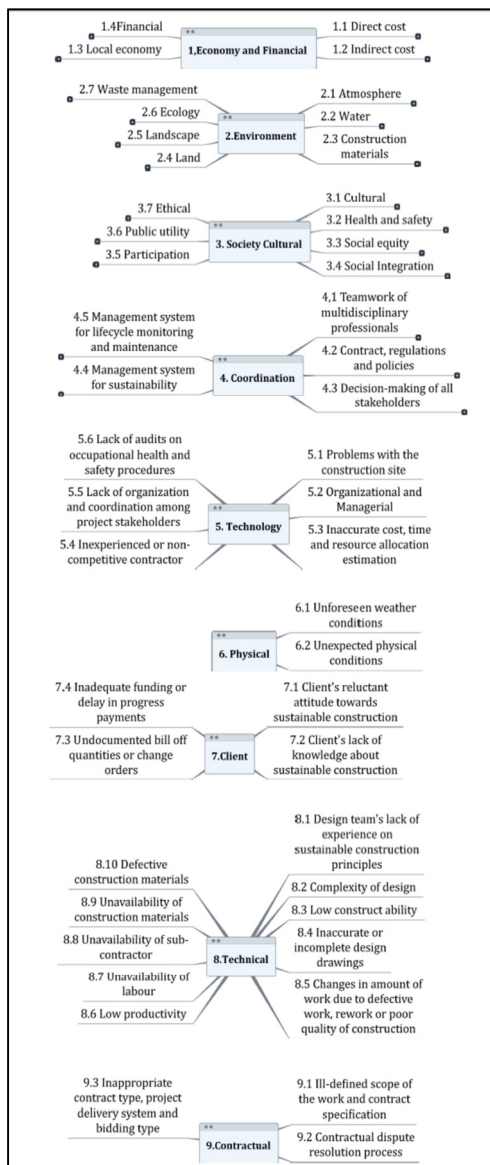 1.4Financial
1.3 Local economy
1,Economy and Financial
1.1 Direct cost
1.2 Indirect cost
2.7 Waste management
2.6 Ecology
2.5 Landscape
2.4 Land
2.Environment
2.1 Atmosphere
2.2 Water
2.3 Construction
materials
3.7 Ethical
3.6 Public utility
3.5 Participation
3. Society Cultural
3.1 Cultural
3.2 Health and safety
3.3 Social equity
3.4 Social Integration
4.5 Management system
for lifecycle monitoring
and maintenance
4.4 Management system
for sustainability
4. Coordination
4,1 Teamwork of
multidisciplinary
professionals
4.2 Contract, regulations
and policies
4.3 Decision-making of all
stakeholders
5.6 Lack of audits on
occupational health and
safety procedures
5.5 Lack of organization
and coordination among
project stakeholders
5.4 Inexperienced or non-
competitive contractor
5. Technology
5.1 Problems with the
construction site
5.2 Organizational and
Managerial
5.3 Inaccurate cost, time
and resource allocation
estimation
6. Physical
6.1 Unforeseen weather
conditions
6.2 Unexpected physical
conditions
7.4 Inadequate funding or
delay in progress
payments
7.3 Undocumented bill off
quantities or change
orders
7.Client
7.1 Client's reluctant
attitude towards
sustainable construction
7.2 Client's lack of
knowledge about
sustainable construction
8.10 Defective
construction materials
8.9 Unavailability of
construction materials
8.8 Unavailability of sub-
contractor
8.7 Unavailability of
labour
8.6 Low productivity
8.Technical
8.1 Design team's lack of
experience on
sustainable construction
principles
8.2 Complexity of design
8.3 Low construct ability
8.4 Inaccurate or
incomplete design
drawings
8.5 Changes in amount of
work due to defective
work, rework or poor
quality of construction
9.3 Inappropriate
contract type, project
delivery system and
bidding type
9.Contractual
9.1 Ill-defined scope of
the work and contract
specification
9.2 Contractual dispute
resolution process